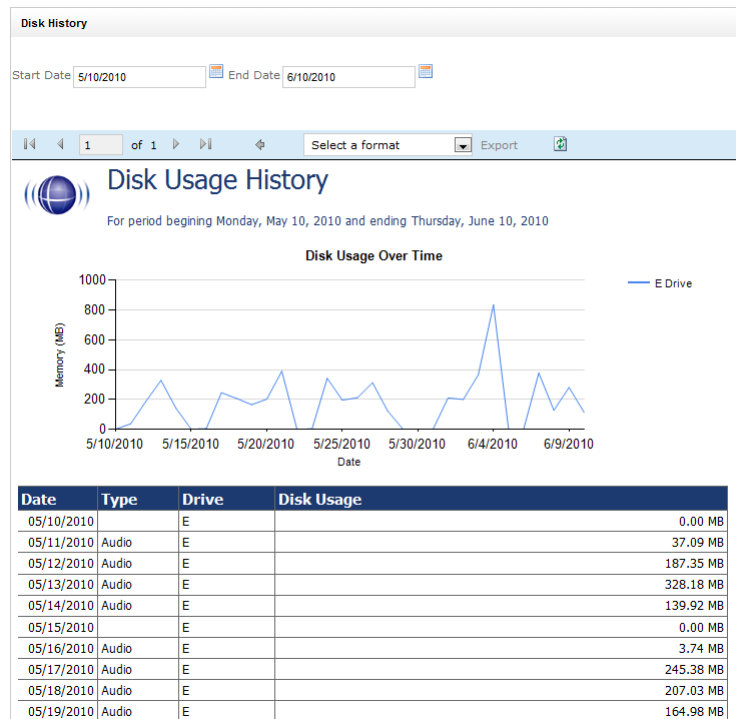 Disk History
Start Date 5/10/2010 End Date 6/10/2010
1 of 1 Select a format Export
Disk Usage History
For period begining Monday, May 10, 2010 and ending Thursday, June 10, 2010
Disk Usage Over Time
1000
800
600
400
200
0
Memory (MB)
E Drive
5/10/2010 5/15/2010 5/20/2010 5/25/2010 5/30/2010 6/4/2010 6/9/2010
Date
Date Type Drive Disk Usage
05/10/2010 E 0.00 MB
05/11/2010 Audio E 37.09 MB
05/12/2010 Audio E 187.35 MB
05/13/2010 Audio E 328.18 MB
05/14/2010 Audio E 139.92 MB
05/15/2010 E 0.00 MB
05/16/2010 Audio E 3.74 MB
05/17/2010 Audio E 245.38 MB
05/18/2010 Audio E 207.03 MB
05/19/2010 Audio E 164.98 MB